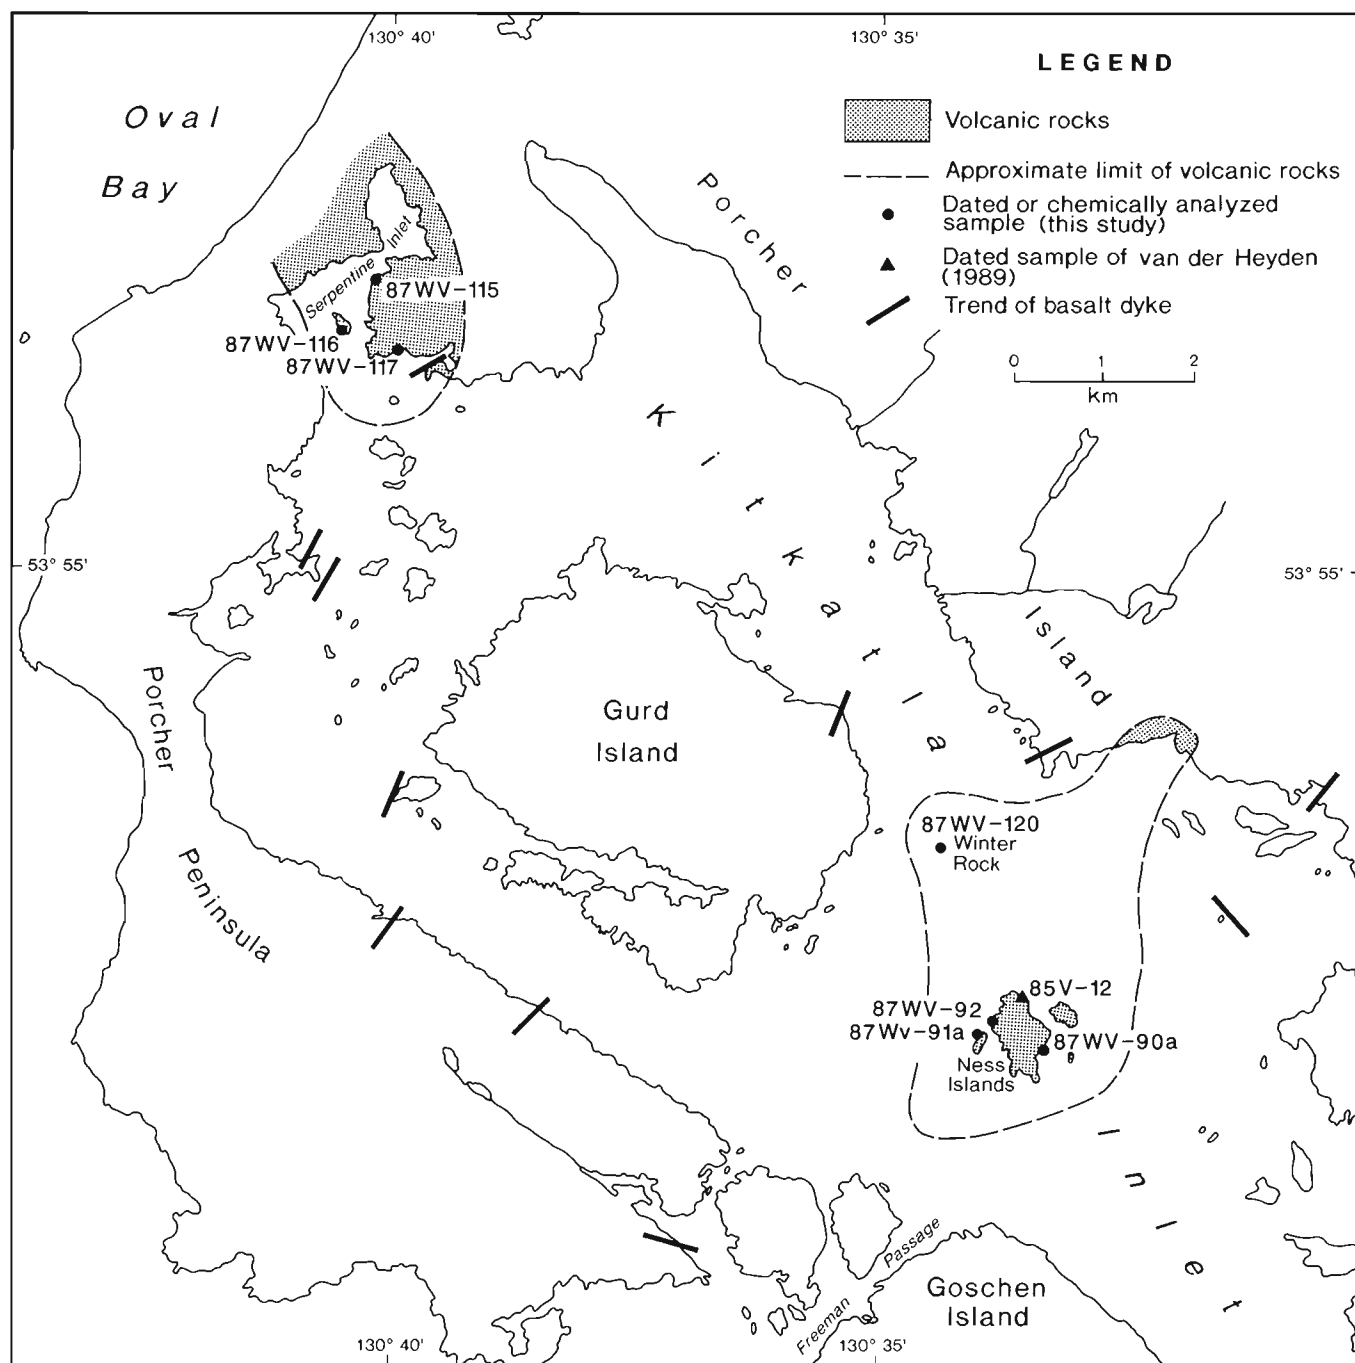 130° 40'
130° 35'
LEGEND
Oval
Bay
Volcanic rocks
Approximate limit of volcanic rocks
Dated or chemically analyzed
sample (this study)
Dated sample of van der Heyden
(1989)
Trend of basalt dyke
0 1 2
km
Porcher
Serpentine Inlet
87WV-115
87WV-116
87WV-117
Kitkatla
53° 55'
53° 55'
Island
Porcher
Peninsula
Gurd
Island
87WV-120
Winter
Rock
85V-12
87WV-92
87Wv-91a
87WV-90a
Ness
Islands
Inlet
Freeman Passage
Goschen
Island
130° 40'
130° 35'